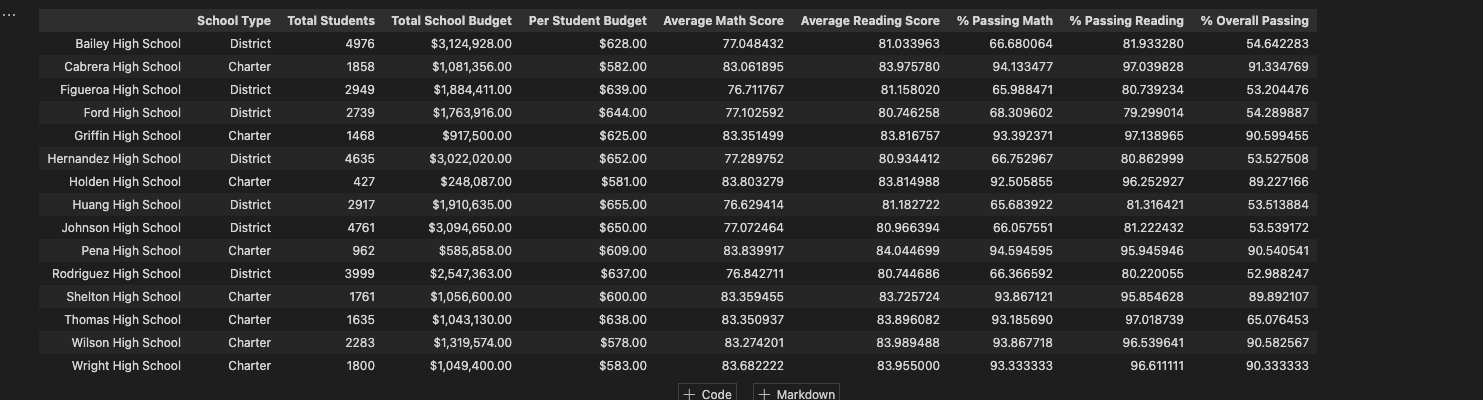 ...
School Type Total Students Total School Budget Per Student Budget Average Math Score Average Reading Score % Passing Math % Passing Reading % Overall Passing
Bailey High School District 4976 $3,124,928.00 $628.00 77.048432 81.033963 66.680064 81.933280 54.642283
Cabrera High School Charter 1858 $1,081,356.00 $582.00 83.061895 83.975780 94.133477 97.039828 91.334769
Figueroa High School District 2949 $1,884,411.00 $639.00 76.711767 81.158020 65.988471 80.739234 53.204476
Ford High School District 2739 $1,763,916.00 $644.00 77.102592 80.746258 68.309602 79.299014 54.289887
Griffin High School Charter 1468 $917,500.00 $625.00 83.351499 83.816757 93.392371 97.138965 90.599455
Hernandez High School District 4635 $3,022,020.00 $652.00 77.289752 80.934412 66.752967 80.862999 53.527508
Holden High School Charter 427 $248,087.00 $581.00 83.803279 83.814988 92.505855 96.252927 89.227166
Huang High School District 2917 $1,910,635.00 $655.00 76.629414 81.182722 65.683922 81.316421 53.513884
Johnson High School District 4761 $3,094,650.00 $650.00 77.072464 80.966394 66.057551 81.222432 53.539172
Pena High School Charter 962 $585,858.00 $609.00 83.839917 84.044699 94.594595 95.945946 90.540541
Rodriguez High School District 3999 $2,547,363.00 $637.00 76.842711 80.744686 66.366592 80.220055 52.988247
Shelton High School Charter 1761 $1,056,600.00 $600.00 83.359455 83.725724 93.867121 95.854628 89.892107
Thomas High School Charter 1635 $1,043,130.00 $638.00 83.350937 83.896082 93.185690 97.018739 65.076453
Wilson High School Charter 2283 $1,319,574.00 $578.00 83.274201 83.989488 93.867718 96.539641 90.582567
Wright High School Charter 1800 $1,049,400.00 $583.00 83.682222 83.955000 93.333333 96.611111 90.333333
+ Code + Markdown